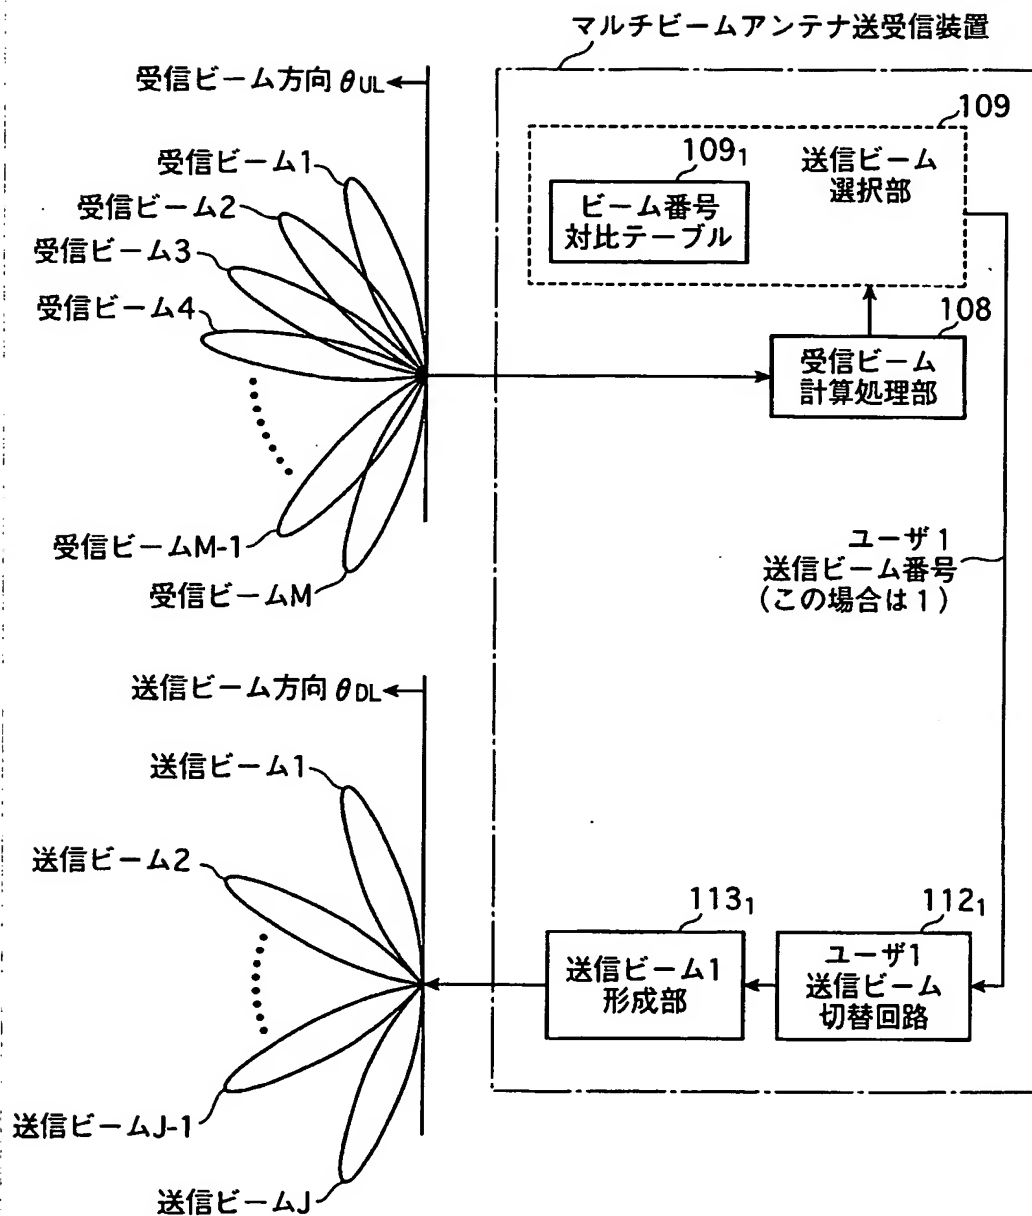 マルチビームアンテナ送受信装置
受信ビーム方向 θUL
109
109₁
送信ビーム
選択部
ビーム番号
対比テーブル
受信ビーム1
受信ビーム2
受信ビーム3
受信ビーム4
108
受信ビーム
計算処理部
受信ビームM-1
受信ビームM
ユーザ1
送信ビーム番号
(この場合は1)
送信ビーム方向 θDL
送信ビーム1
送信ビーム2
113₁
送信ビーム1
形成部
112₁
ユーザ1
送信ビーム
切替回路
送信ビームJ-1
送信ビームJ